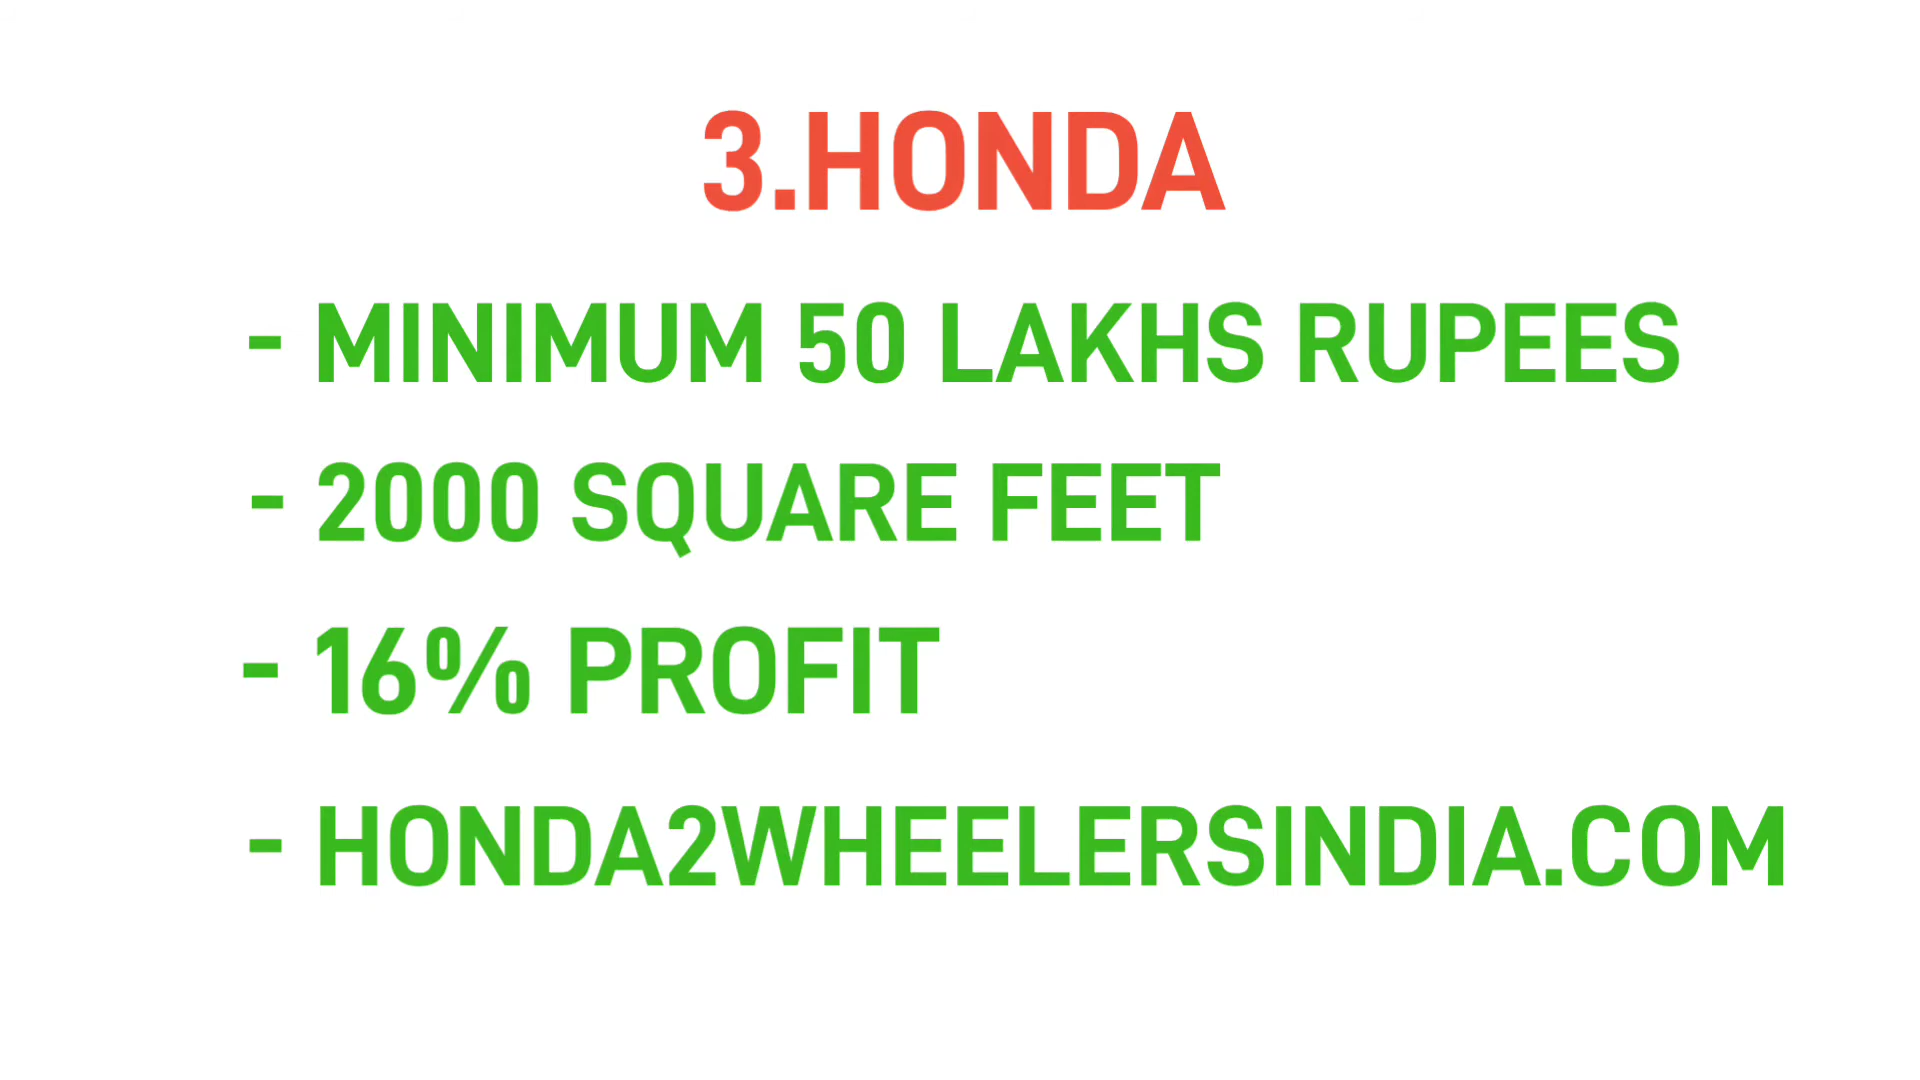 3.HONDA
- MINIMUM 50 LAKHS RUPEES
- 2000 SQUARE FEET
- 16% PROFIT
- HONDA2WHEELERSINDIA.COM